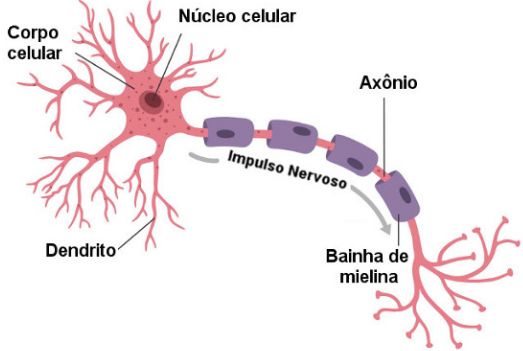 Núcleo celular
Corpo
celular
Axônio
Impulso Nervoso
Dendrito
Bainha de
mielina